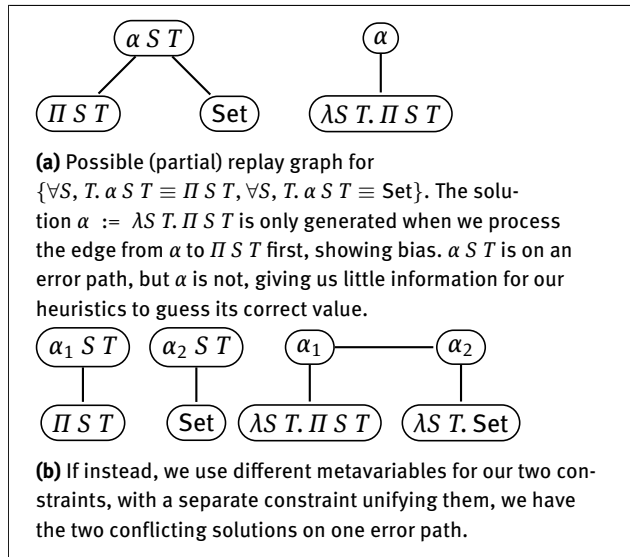 α S T
α
Π S T
Set
λS T. Π S T
(a) Possible (partial) replay graph for
{∀S, T. α S T ≡ Π S T, ∀S, T. α S T ≡ Set}. The solu-
tion α := λS T. Π S T is only generated when we process
the edge from α to Π S T first, showing bias. α S T is on an
error path, but α is not, giving us little information for our
heuristics to guess its correct value.
α₁ S T
α₂ S T
α₁
α₂
Π S T
Set
λS T. Π S T
λS T. Set
(b) If instead, we use different metavariables for our two con-
straints, with a separate constraint unifying them, we have
the two conflicting solutions on one error path.